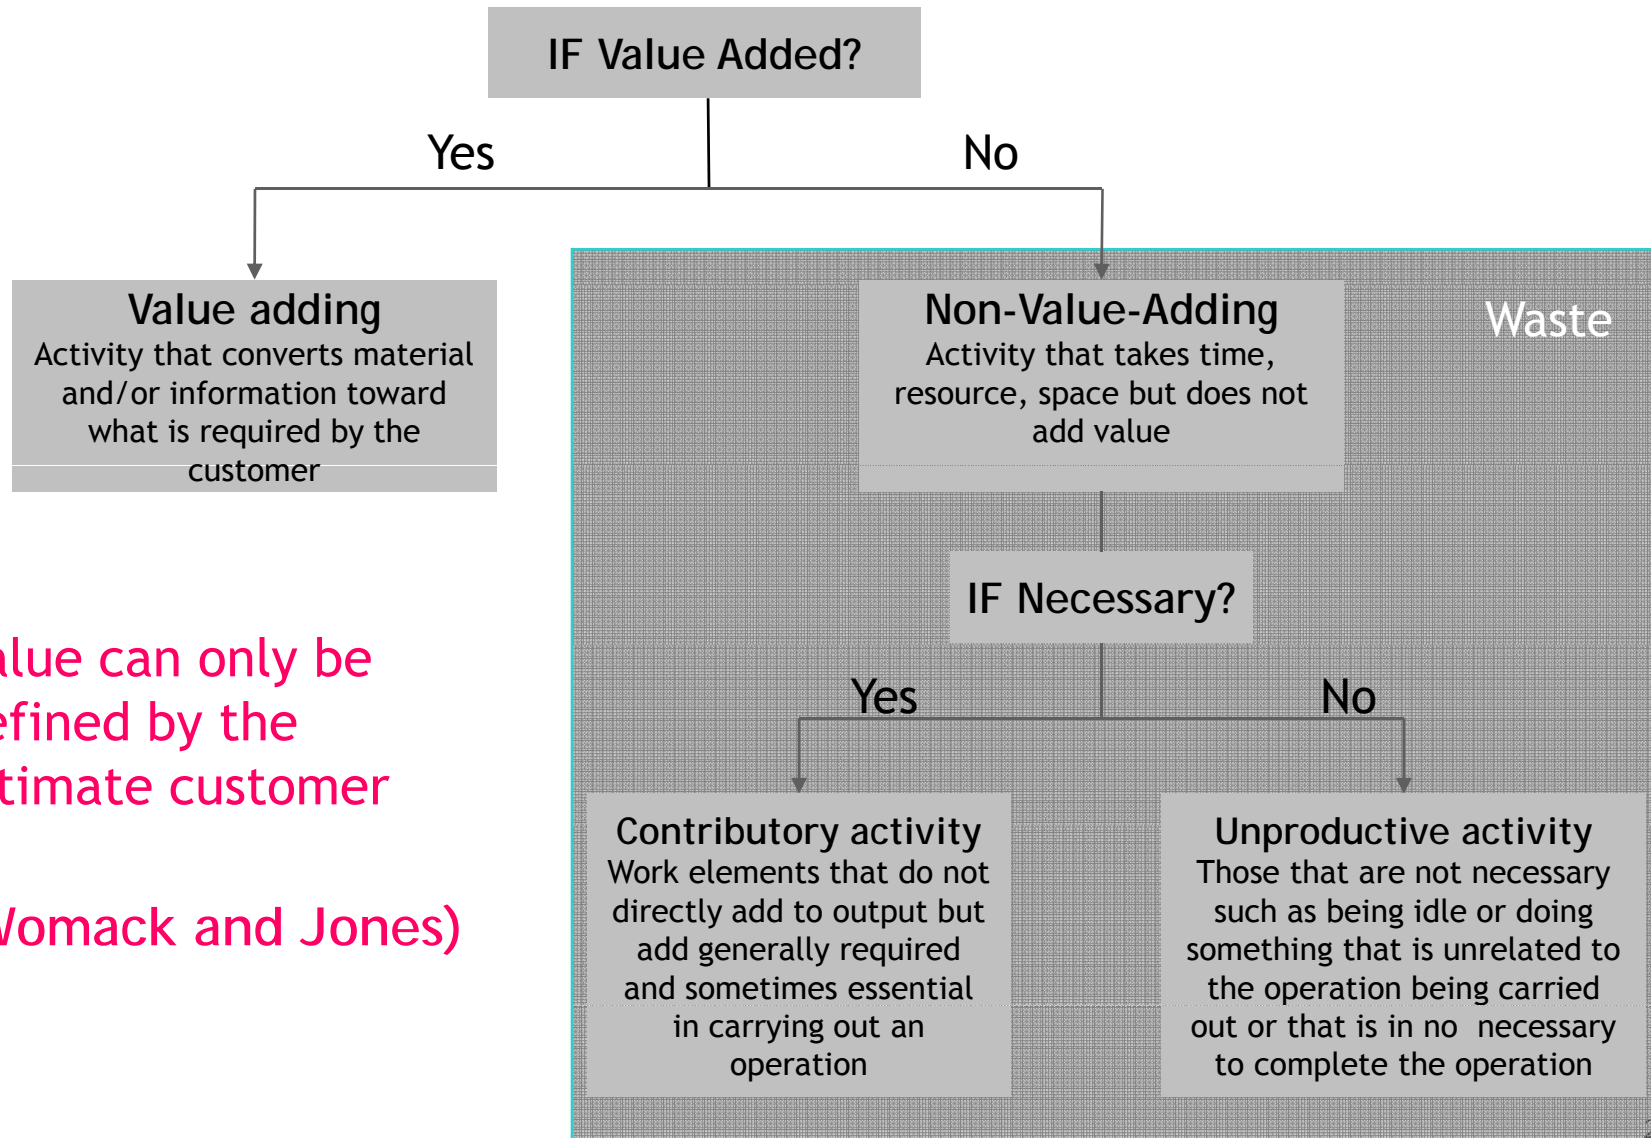 IF Value Added?
Yes
No
Value adding
Activity that converts material
and/or information toward
what is required by the
customer
Non-Value-Adding
Activity that takes time,
resource, space but does not
add value
Waste
IF Necessary?
Yes
No
alue can only be
efined by the
timate customer
Womack and Jones)
Contributory activity
Work elements that do not
directly add to output but
add generally required
and sometimes essential
in carrying out an
operation
Unproductive activity
Those that are not necessary
such as being idle or doing
something that is unrelated to
the operation being carried
out or that is in no necessary
to complete the operation